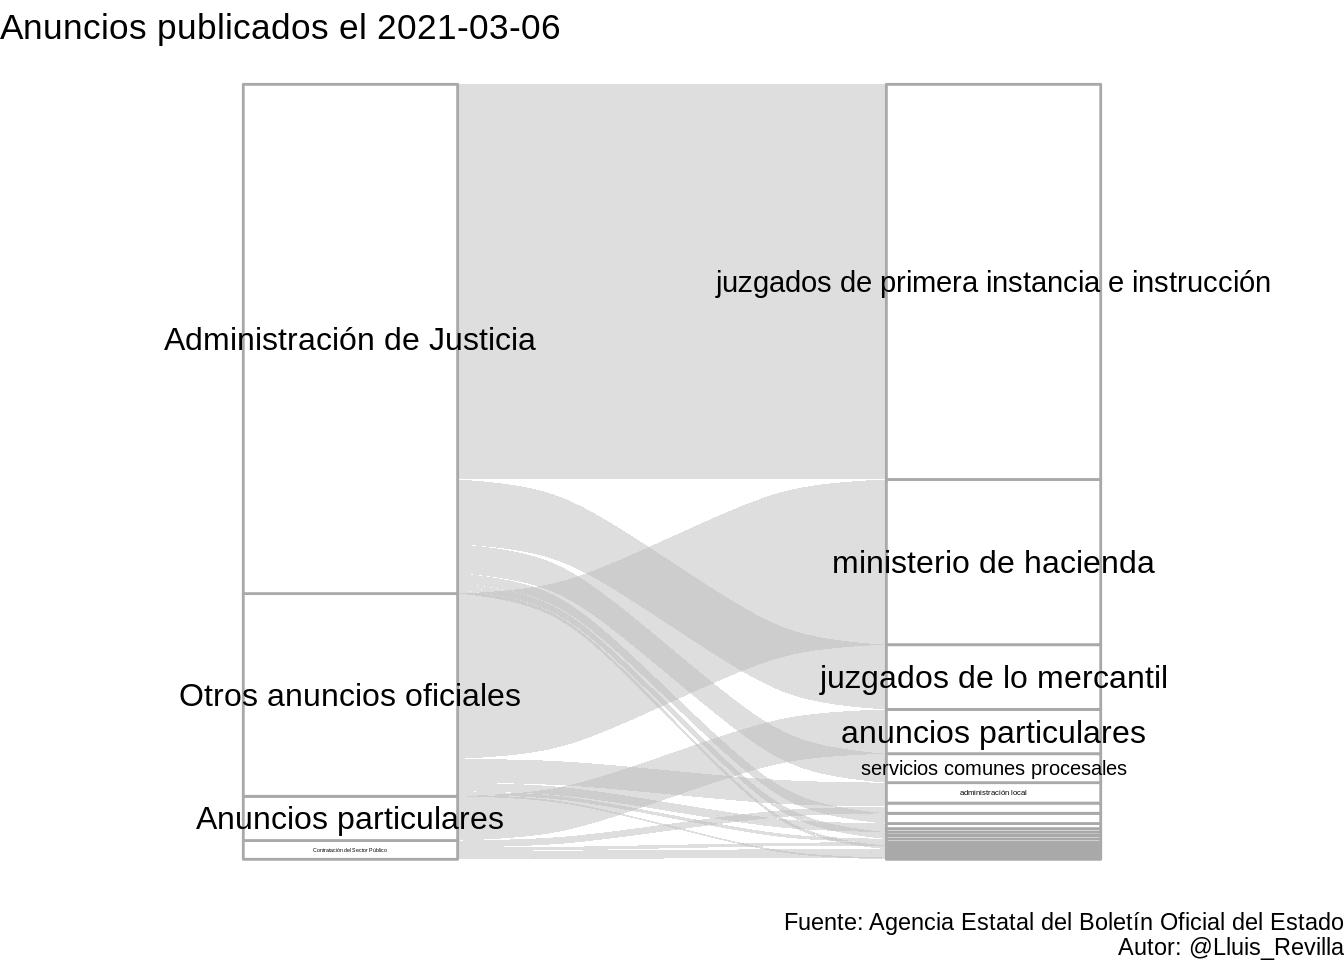 Anuncios publicados el 2021-03-06
juzgados de primera instancia e instrucción
Administración de Justicia
ministerio de hacienda
juzgados de lo mercantil
Otros anuncios oficiales
anuncios particulares
servicios comunes procesales
administración local
Anuncios particulares
Contratación del Sector Público
Fuente: Agencia Estatal del Boletín Oficial del Estado
Autor: @Lluis_Revilla